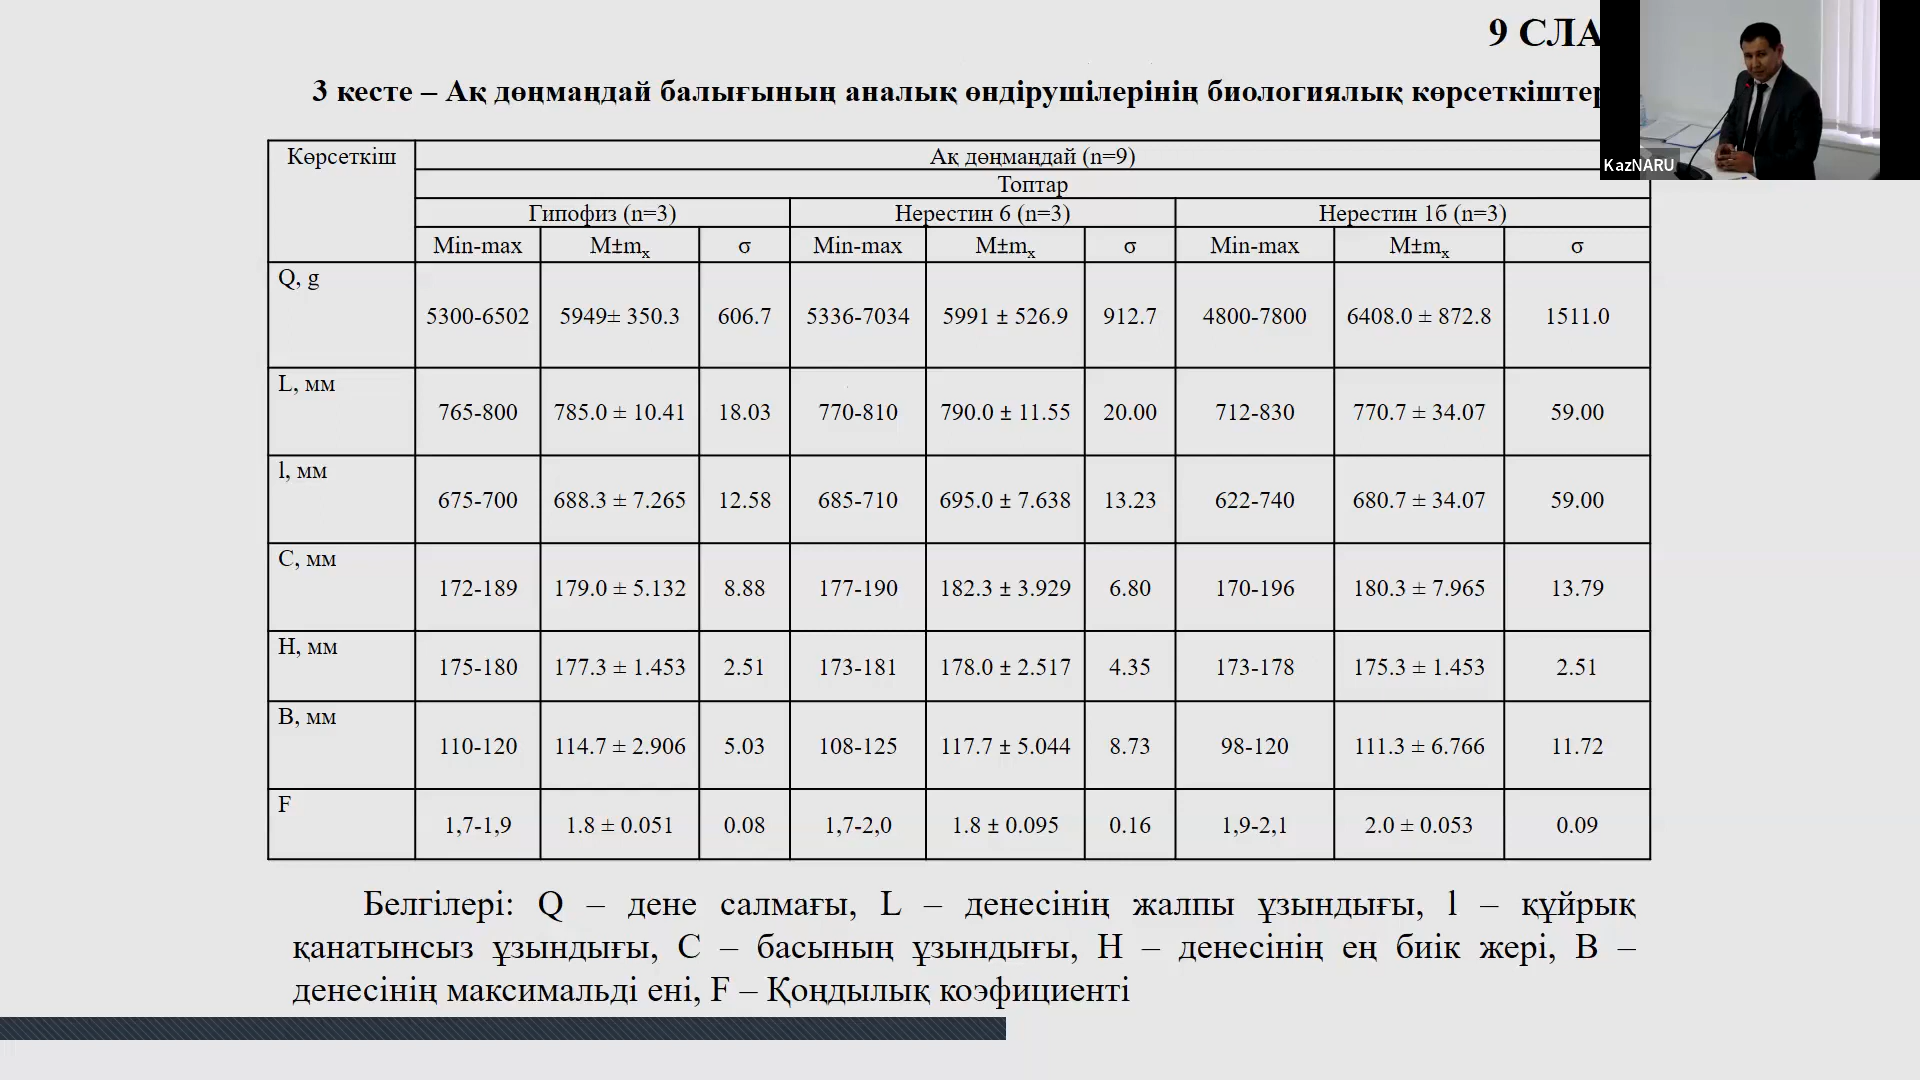 9 СЛА
3 кесте – Ақ дөңмаңдай балығының аналық өндірушілерінің биологиялық көрсеткіштер
KazNARU
Көрсеткіш Ақ дөңмаңдай (n=9)
Топтар
Гипофиз (n=3) Нерестин 6 (n=3) Нерестин 1б (n=3)
Min-max M±mx σ Min-max M±mx σ Min-max M±mx σ
Q, g 5300-6502 5949± 350.3 606.7 5336-7034 5991 ± 526.9 912.7 4800-7800 6408.0 ± 872.8 1511.0
L, мм 765-800 785.0 ± 10.41 18.03 770-810 790.0 ± 11.55 20.00 712-830 770.7 ± 34.07 59.00
l, мм 675-700 688.3 ± 7.265 12.58 685-710 695.0 ± 7.638 13.23 622-740 680.7 ± 34.07 59.00
C, мм 172-189 179.0 ± 5.132 8.88 177-190 182.3 ± 3.929 6.80 170-196 180.3 ± 7.965 13.79
H, мм 175-180 177.3 ± 1.453 2.51 173-181 178.0 ± 2.517 4.35 173-178 175.3 ± 1.453 2.51
B, мм 110-120 114.7 ± 2.906 5.03 108-125 117.7 ± 5.044 8.73 98-120 111.3 ± 6.766 11.72
F 1,7-1,9 1.8 ± 0.051 0.08 1,7-2,0 1.8 ± 0.095 0.16 1,9-2,1 2.0 ± 0.053 0.09
Белгілері: Q – дене салмағы, L – денесінің жалпы ұзындығы, l – құйрық
қанатынсыз ұзындығы, C – басының ұзындығы, H – денесінің ең биік жері, B –
денесінің максимальді ені, F – Қоңдылық коэфициенті